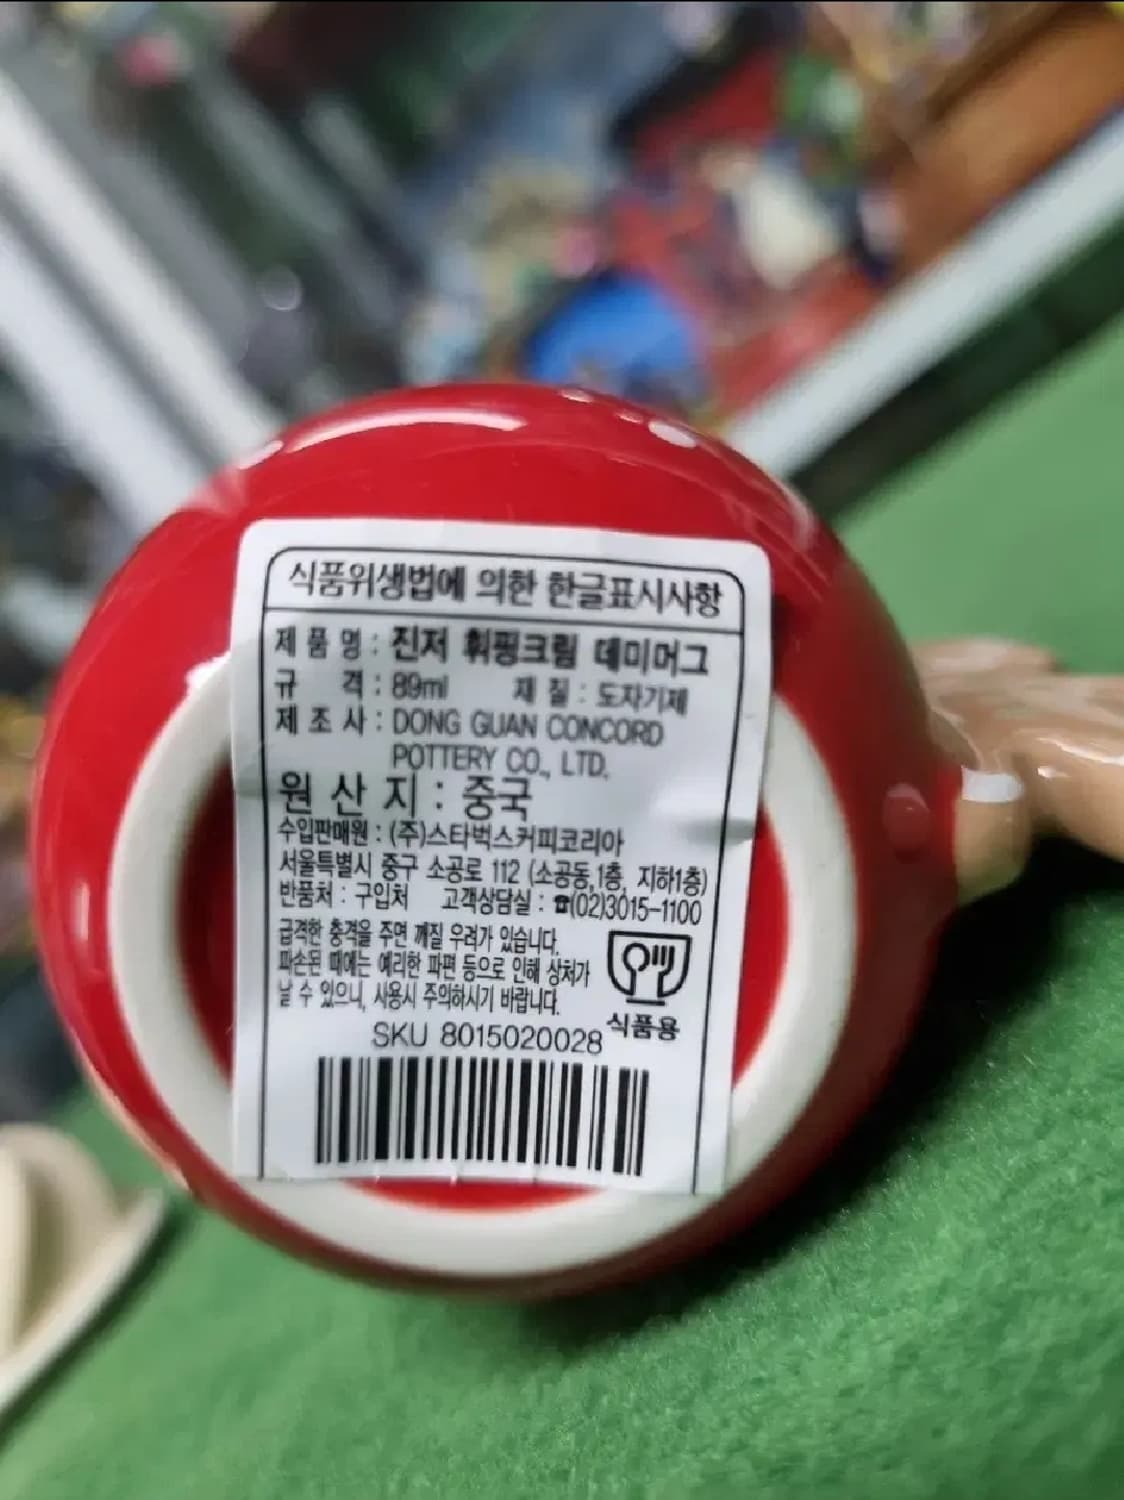 식품위생법에 의한 한글표시사항
제 품 명 : 진저 휘핑크림 데미머그
규 격 : 89ml 재 질 : 도자기제
제 조 사 : DONG GUAN CONCORD
POTTERY CO., LTD.
원 산 지 : 중국
수입판매원 : (주)스타벅스커피코리아
서울특별시 중구 소공로 112 (소공동,1층, 지하1층)
반품처 : 구입처 고객상담실 : ☎(02)3015-1100
급격한 충격을 주면 깨질 우려가 있습니다.
파손된 때에는 예리한 파편 등으로 인해 상처가
날 수 있으니, 사용시 주의하시기 바랍니다.
식품용
SKU 8015020028